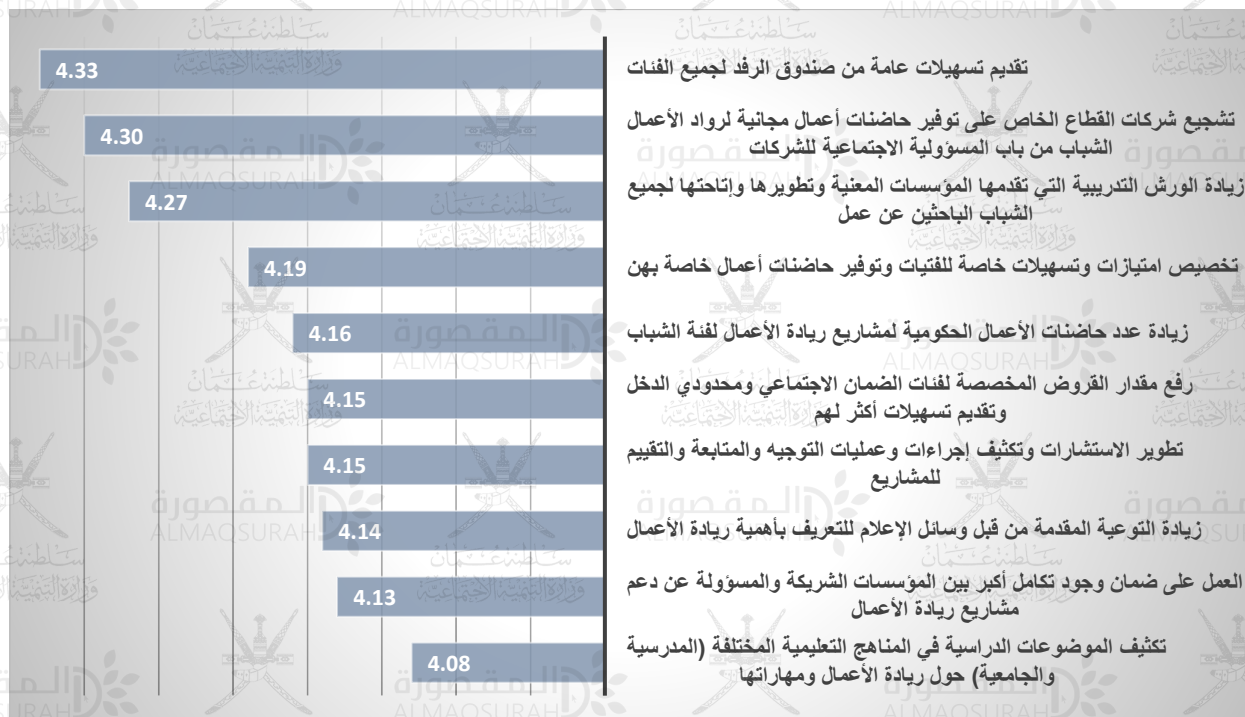 تقديم تسهيلات عامة من صندوق الرفد لجميع الفئات
4.33
تشجيع شركات القطاع الخاص على توفير حاضنات أعمال مجانية لرواد الأعمال
الشباب من باب المسؤولية الاجتماعية للشركات
4.30
زيادة الورش التدريبية التي تقدمها المؤسسات المعنية وتطويرها وإتاحتها لجميع
الشباب الباحثين عن عمل
4.27
تخصيص امتيازات وتسهيلات خاصة للفتيات وتوفير حاضنات أعمال خاصة بهن
4.19
زيادة عدد حاضنات الأعمال الحكومية لمشاريع ريادة الأعمال لفئة الشباب
4.16
رفع مقدار القروض المخصصة لفئات الضمان الاجتماعي ومحدودي الدخل
وتقديم تسهيلات أكثر لهم
4.15
تطوير الاستشارات وتكثيف إجراءات وعمليات التوجيه والمتابعة والتقييم
للمشاريع
4.15
زيادة التوعية المقدمة من قبل وسائل الإعلام للتعريف بأهمية ريادة الأعمال
4.14
العمل على ضمان وجود تكامل أكبر بين المؤسسات الشريكة والمسؤولة عن دعم
مشاريع ريادة الأعمال
4.13
تكثيف الموضوعات الدراسية في المناهج التعليمية المختلفة (المدرسية
والجامعية) حول ريادة الأعمال ومهاراتها
4.08
المقصورة
ALMAQSURAH
سلطنة عمان
وزارة التنمية الاجتماعية